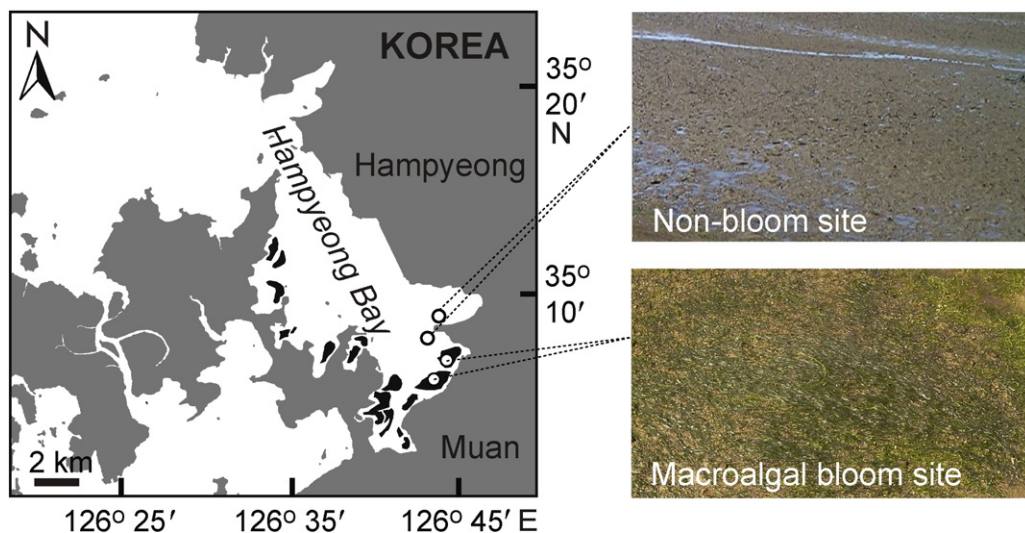 N
KOREA
35° 20′ N
Hampyeong Bay
Hampyeong
35° 10′
Muan
2 km
126° 25′
126° 35′
126° 45′ E
Non-bloom site
Macroalgal bloom site